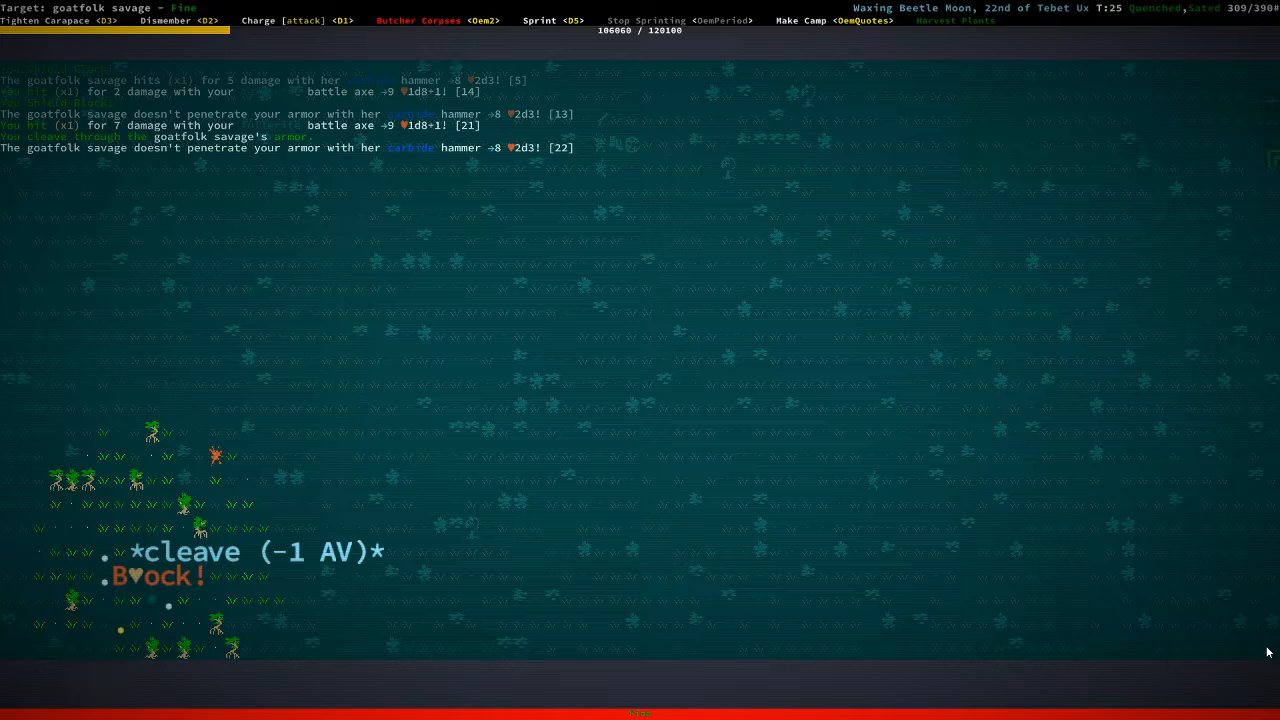 Target: goatfolk savage - Fine
Waxing Beetle Moon, 22nd of Tebet Ux T:25 Quenched,Sated 309/390#
Tighten Carapace <D3> Dismember <D2> Charge [attack] <D1> Butcher Corpses <Oem2> Sprint <D5> Stop Sprinting <OemPeriod> Make Camp <OemQuotes> Harvest Plants
106060 / 120100
You Shield Block!
The goatfolk savage hits (x1) for 5 damage with her carbide hammer →8 ♥2d3! [5]
You hit (x1) for 2 damage with your battle axe →9 ♥1d8+1! [14]
You Shield Block!
The goatfolk savage doesn't penetrate your armor with her carbide hammer →8 ♥2d3! [13]
You hit (x1) for 7 damage with your fullerite battle axe →9 ♥1d8+1! [21]
You cleave through the goatfolk savage's armor.
The goatfolk savage doesn't penetrate your armor with her carbide hammer →8 ♥2d3! [22]
*cleave (-1 AV)*
B♥ock!